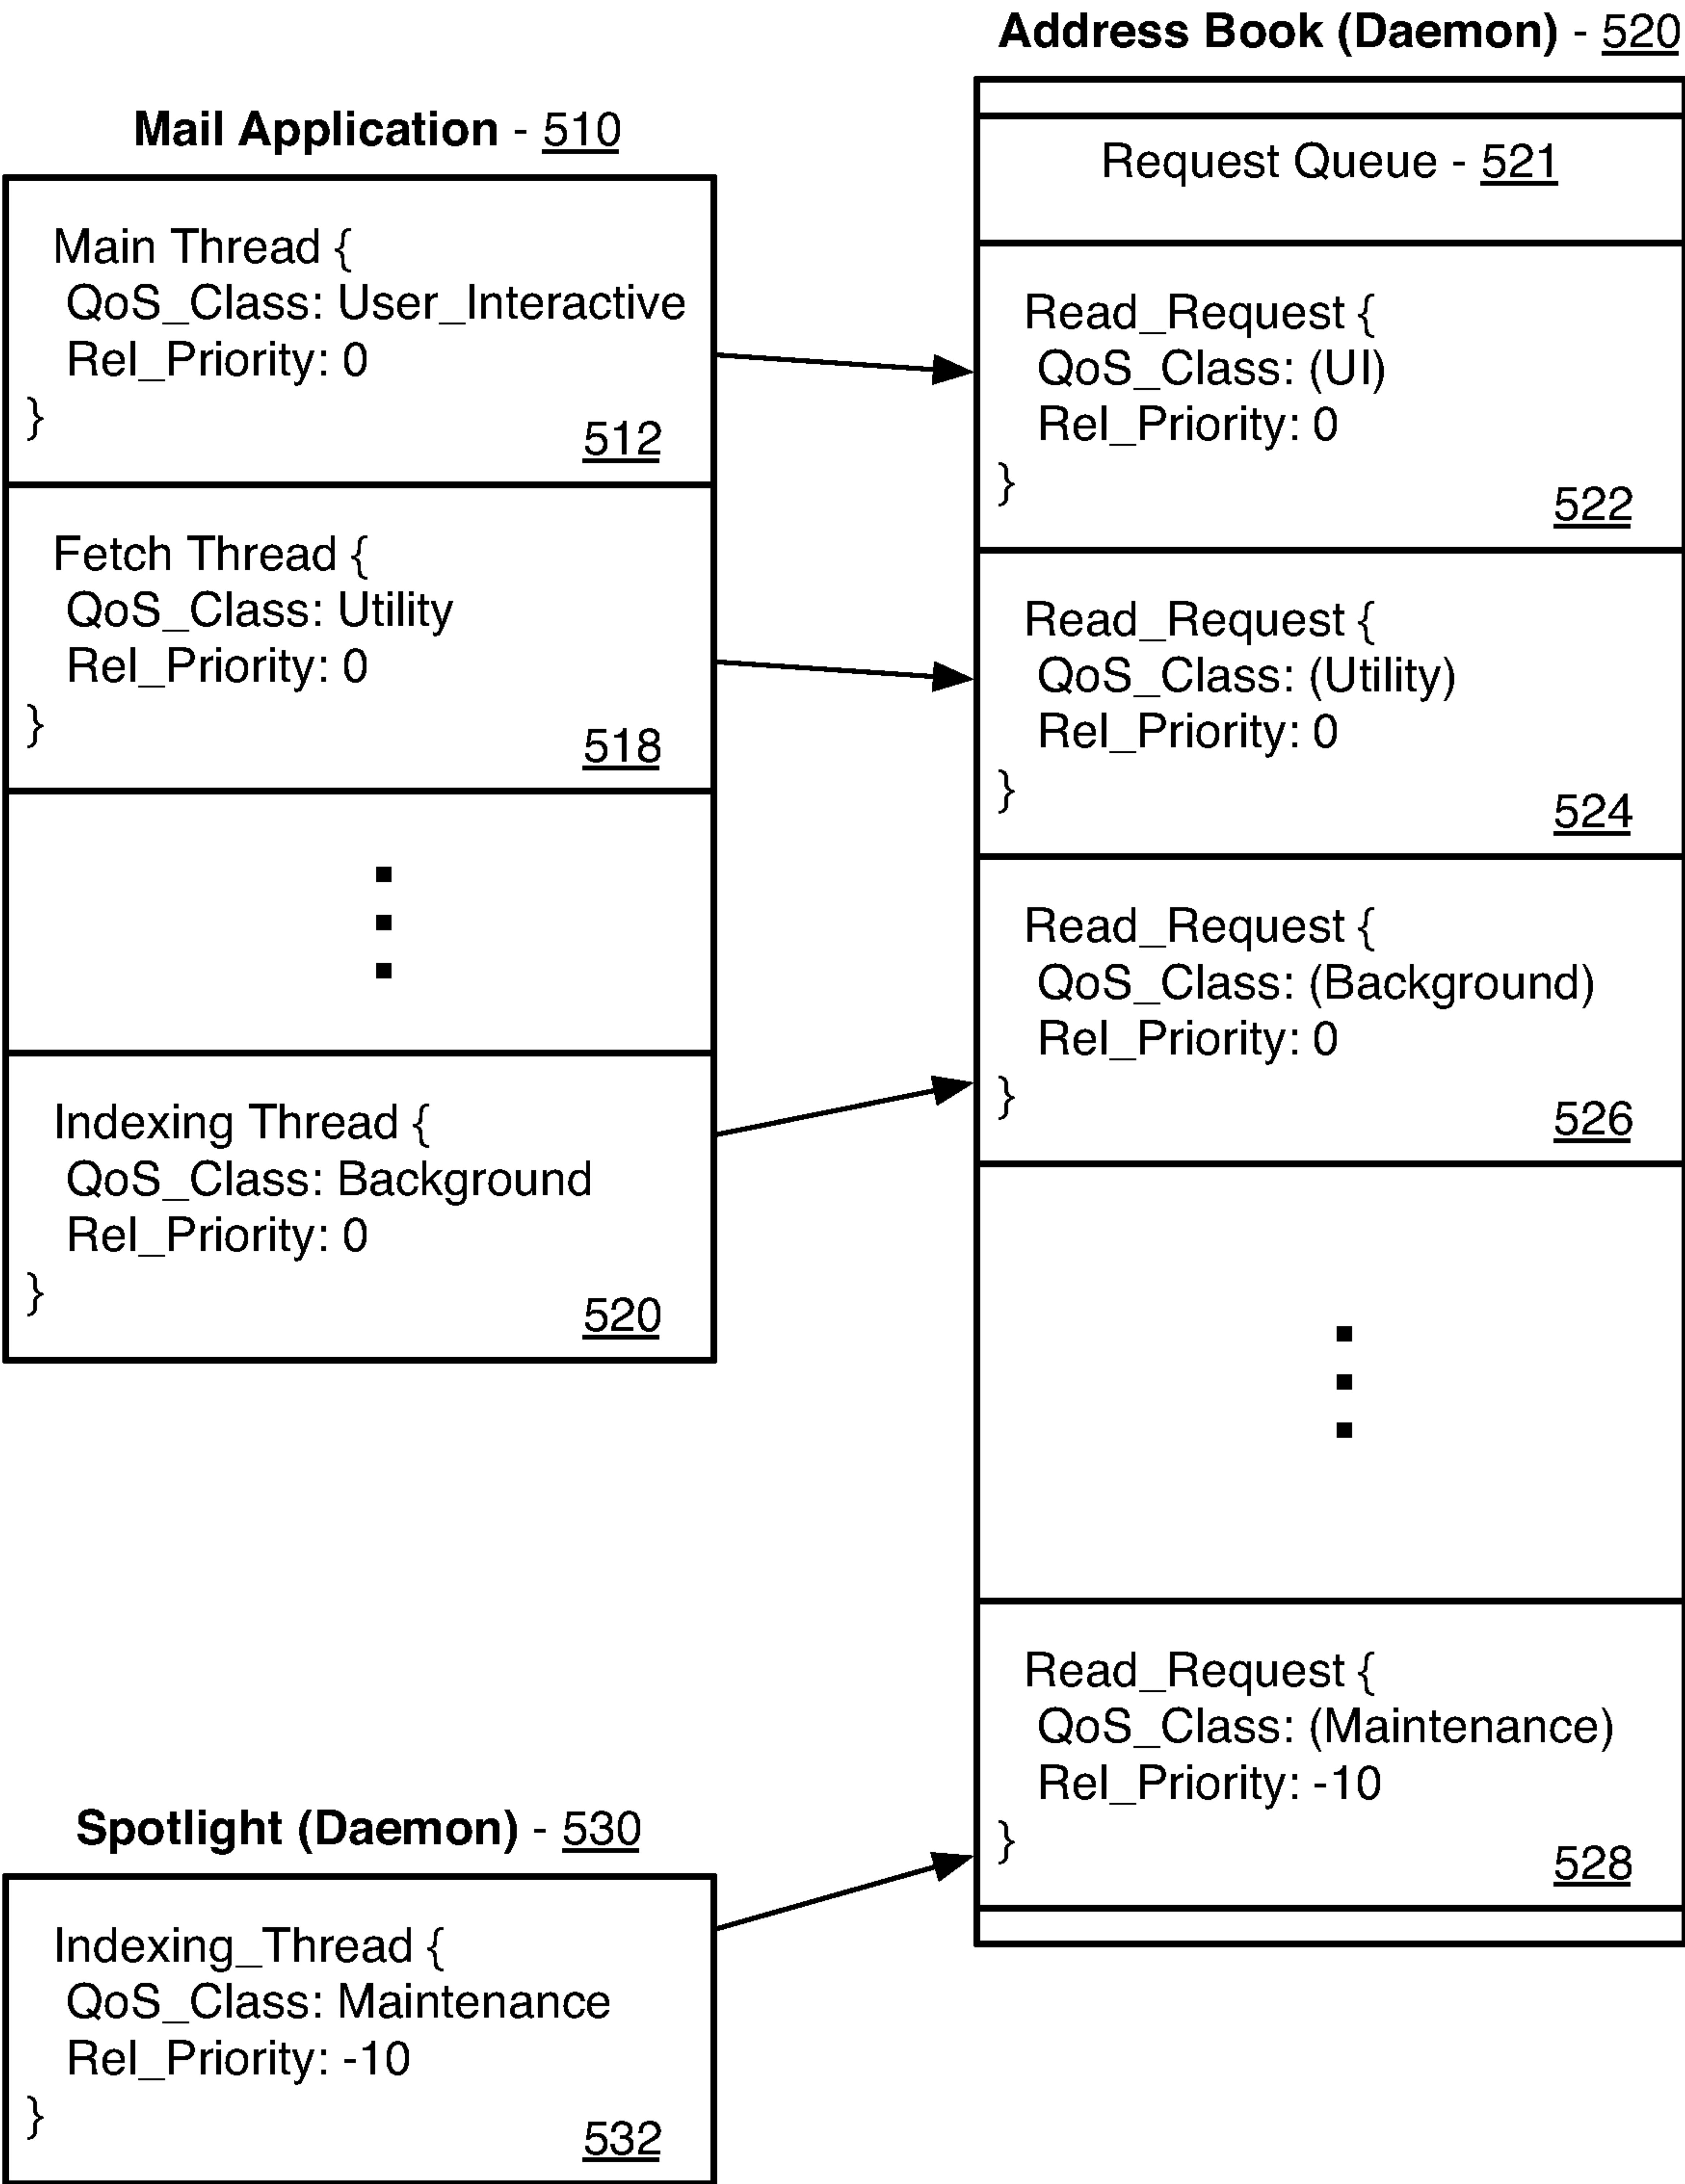 Address Book (Daemon) - 520
Mail Application - 510
Request Queue - 521
Main Thread {
QoS_Class: User_Interactive
Rel_Priority: 0
}
512
Fetch Thread {
QoS_Class: Utility
Rel_Priority: 0
}
518
Indexing Thread {
QoS_Class: Background
Rel_Priority: 0
}
520
Read_Request {
QoS_Class: (UI)
Rel_Priority: 0
}
522
Read_Request {
QoS_Class: (Utility)
Rel_Priority: 0
}
524
Read_Request {
QoS_Class: (Background)
Rel_Priority: 0
}
526
Read_Request {
QoS_Class: (Maintenance)
Rel_Priority: -10
}
528
Spotlight (Daemon) - 530
Indexing_Thread {
QoS_Class: Maintenance
Rel_Priority: -10
}
532